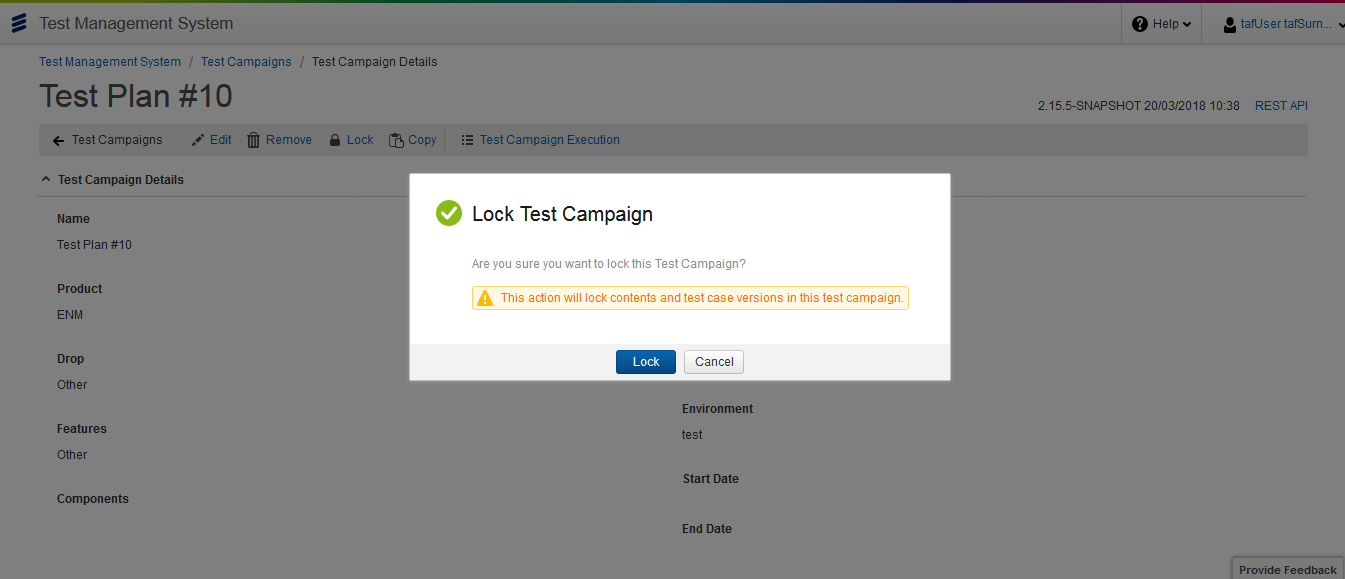 Test Management System
Help
tafUser tafSurn...
Test Management System / Test Campaigns / Test Campaign Details
Test Plan #10
2.15.5-SNAPSHOT 20/03/2018 10:38 REST API
Test Campaigns Edit Remove Lock Copy Test Campaign Execution
Test Campaign Details
Name
Test Plan #10
Product
ENM
Drop
Other
Features
Other
Components
Lock Test Campaign
Are you sure you want to lock this Test Campaign?
This action will lock contents and test case versions in this test campaign.
Lock Cancel
Environment
test
Start Date
End Date
Provide Feedback